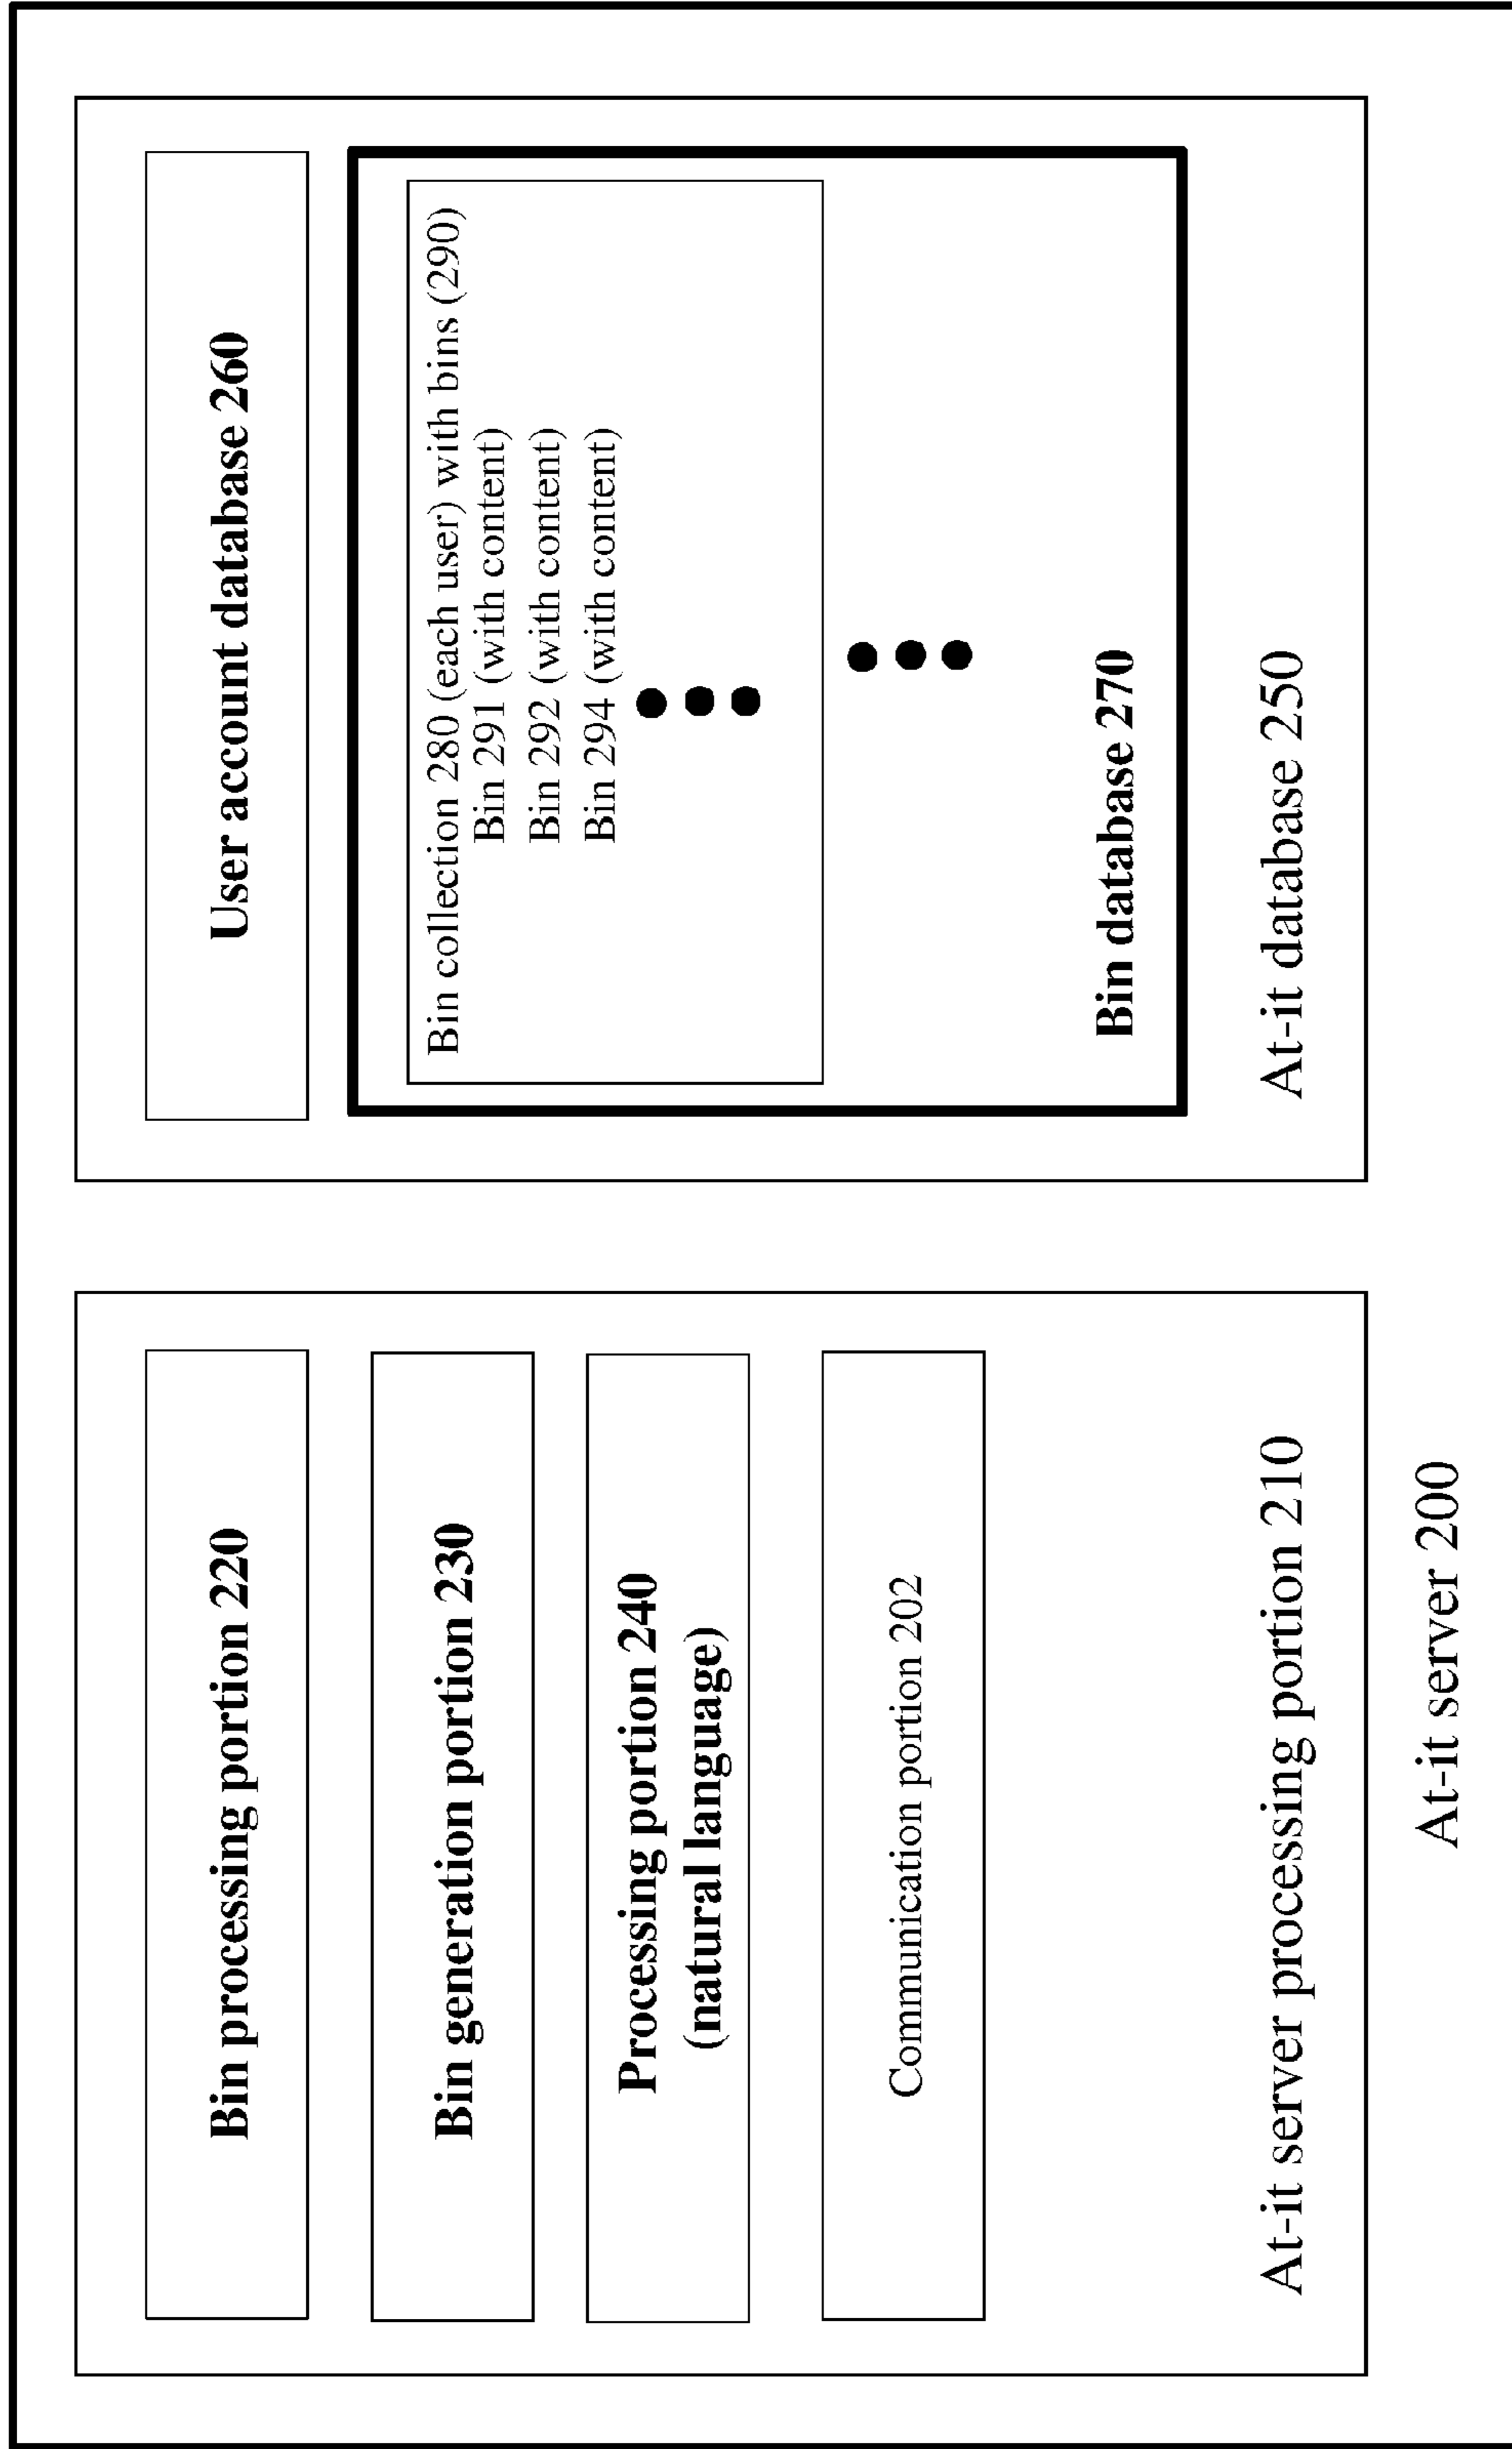 Bin processing portion 220
Bin generation portion 230
Processing portion 240
(natural language)
Communication portion 202
At-it server processing portion 210
User account database 260
Bin collection 280 (each user) with bins (290)
Bin 291 (with content)
Bin 292 (with content)
Bin 294 (with content)
Bin database 270
At-it database 250
At-it server 200